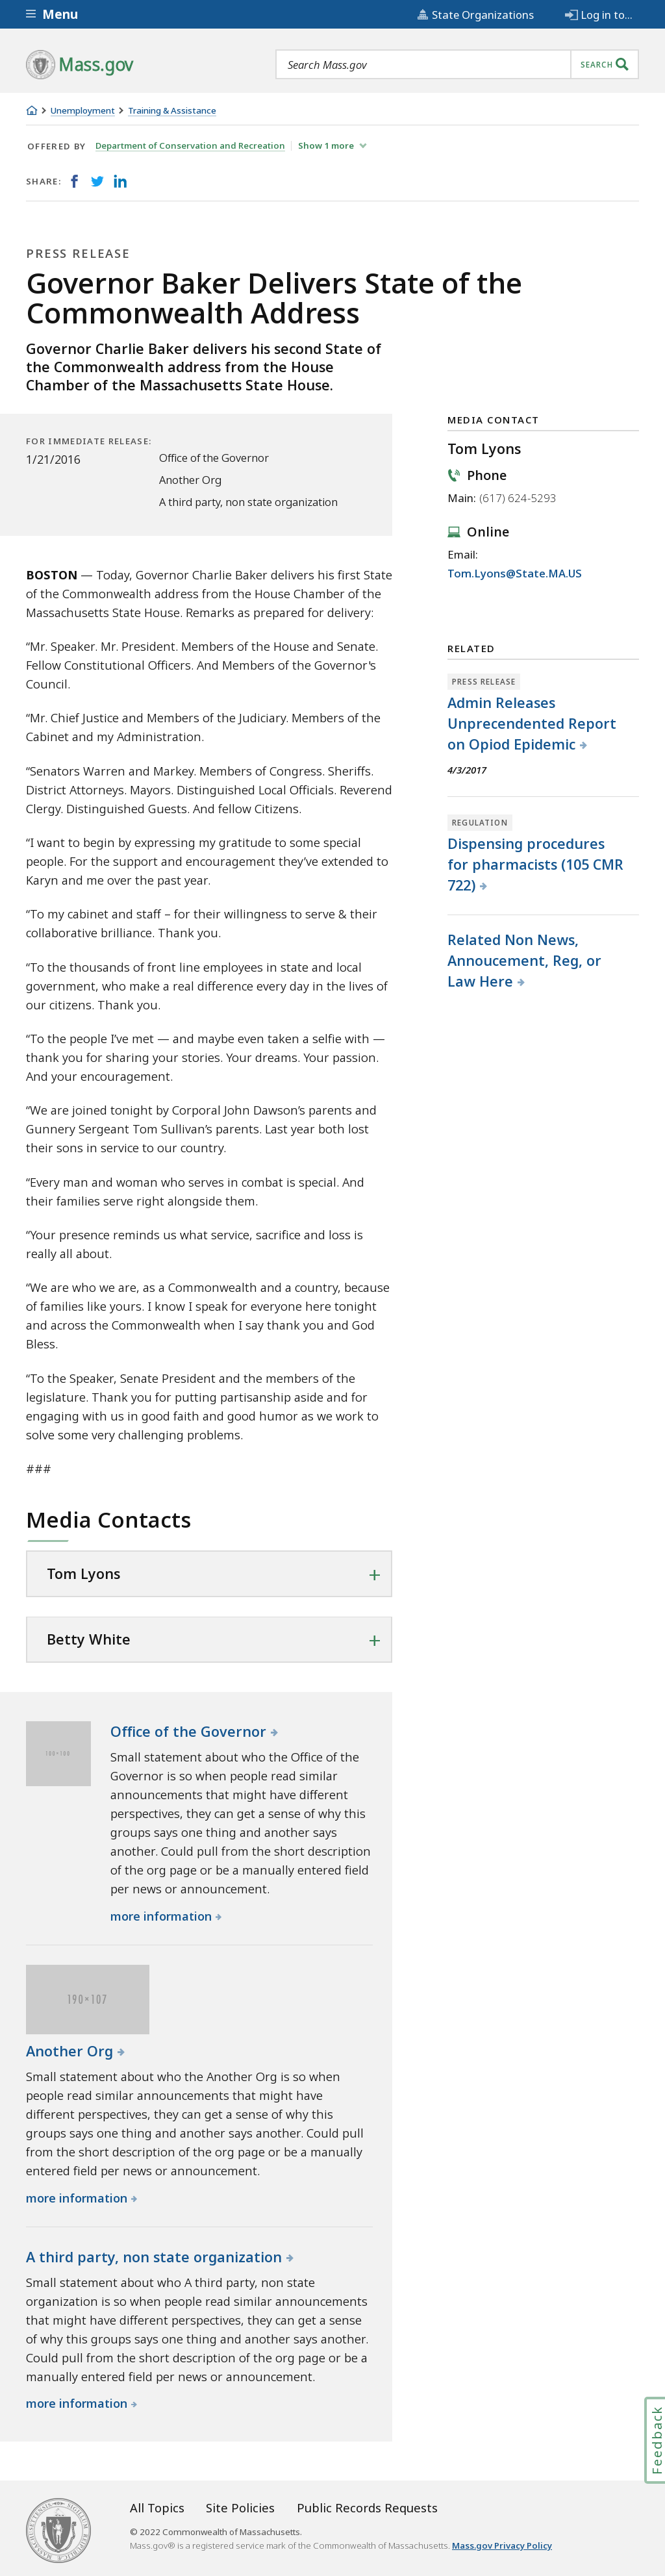 Menu
State Organizations
Log in to...
Mass.gov
Search Mass.gov
SEARCH
Unemployment
Training & Assistance
OFFERED BY
Department of Conservation and Recreation
Show 1 more
SHARE:
PRESS RELEASE
Governor Baker Delivers State of the
Commonwealth Address
Governor Charlie Baker delivers his second State of
the Commonwealth address from the House
Chamber of the Massachusetts State House.
FOR IMMEDIATE RELEASE:
1/21/2016
Office of the Governor
Another Org
A third party, non state organization
MEDIA CONTACT
Tom Lyons
Phone
Main: (617) 624-5293
Online
Email:
Tom.Lyons@State.MA.US
RELATED
PRESS RELEASE
Admin Releases
Unprecendented Report
on Opiod Epidemic
4/3/2017
REGULATION
Dispensing procedures
for pharmacists (105 CMR
722)
Related Non News,
Annoucement, Reg, or
Law Here
BOSTON — Today, Governor Charlie Baker delivers his first State
of the Commonwealth address from the House Chamber of the
Massachusetts State House. Remarks as prepared for delivery:
“Mr. Speaker. Mr. President. Members of the House and Senate.
Fellow Constitutional Officers. And Members of the Governor's
Council.
“Mr. Chief Justice and Members of the Judiciary. Members of the
Cabinet and my Administration.
“Senators Warren and Markey. Members of Congress. Sheriffs.
District Attorneys. Mayors. Distinguished Local Officials. Reverend
Clergy. Distinguished Guests. And fellow Citizens.
“I want to begin by expressing my gratitude to some special
people. For the support and encouragement they’ve extended to
Karyn and me over the past year.
“To my cabinet and staff – for their willingness to serve & their
collaborative brilliance. Thank you.
“To the thousands of front line employees in state and local
government, who make a real difference every day in the lives of
our citizens. Thank you.
“To the people I’ve met — and maybe even taken a selfie with —
thank you for sharing your stories. Your dreams. Your passion.
And your encouragement.
“We are joined tonight by Corporal John Dawson’s parents and
Gunnery Sergeant Tom Sullivan’s parents. Last year both lost
their sons in service to our country.
“Every man and woman who serves in combat is special. And
their families serve right alongside them.
“Your presence reminds us what service, sacrifice and loss is
really all about.
“We are who we are, as a Commonwealth and a country, because
of families like yours. I know I speak for everyone here tonight
and across the Commonwealth when I say thank you and God
Bless.
“To the Speaker, Senate President and the members of the
legislature. Thank you for putting partisanship aside and for
engaging with us in good faith and good humor as we work to
solve some very challenging problems.
###
Media Contacts
Tom Lyons
Betty White
100×100
Office of the Governor
Small statement about who the Office of the
Governor is so when people read similar
announcements that might have different
perspectives, they can get a sense of why this
groups says one thing and another says
another. Could pull from the short description
of the org page or be a manually entered field
per news or announcement.
more information
190×107
Another Org
Small statement about who the Another Org is so when
people read similar announcements that might have
different perspectives, they can get a sense of why this
groups says one thing and another says another. Could pull
from the short description of the org page or be a manually
entered field per news or announcement.
more information
A third party, non state organization
Small statement about who A third party, non state
organization is so when people read similar announcements
that might have different perspectives, they can get a sense
of why this groups says one thing and another says another.
Could pull from the short description of the org page or be a
manually entered field per news or announcement.
more information
Feedback
All Topics
Site Policies
Public Records Requests
© 2022 Commonwealth of Massachusetts.
Mass.gov® is a registered service mark of the Commonwealth of Massachusetts. Mass.gov Privacy Policy